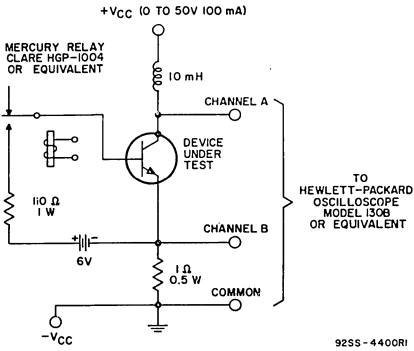 +VCC (0 TO 50V 100 mA)
MERCURY RELAY
CLARE HGP-1004
OR EQUIVALENT
10 mH
CHANNEL A
DEVICE
UNDER
TEST
TO
HEWLETT-PACKARD
OSCILLOSCOPE
MODEL 130B
OR EQUIVALENT
110 Ω
1 W
+ -
6V
CHANNEL B
1 Ω
0.5 W
COMMON
-VCC
92SS-4400R1